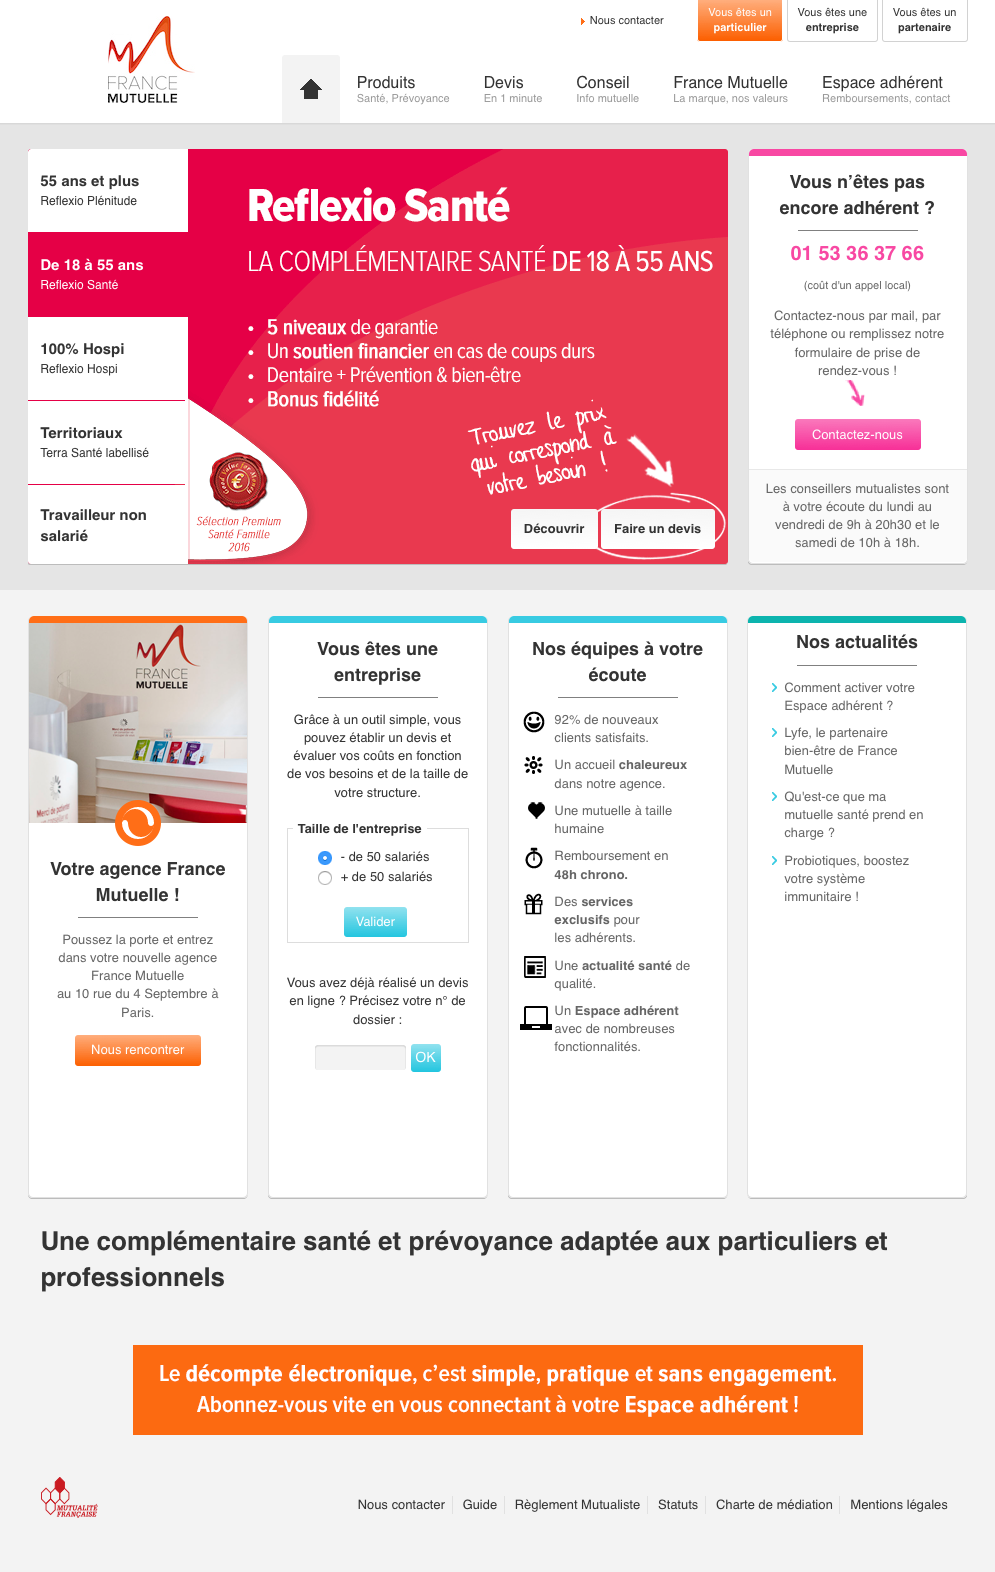 Nous contacter
Vous êtes un
particulier
Vous êtes une
entreprise
Vous êtes un
partenaire
FRANCE
MUTUELLE
Produits
Santé, Prévoyance
Devis
En 1 minute
Conseil
Info mutuelle
France Mutuelle
La marque, nos valeurs
Espace adhérent
Remboursements, contact
55 ans et plus
Reflexio Plénitude
De 18 à 55 ans
Reflexio Santé
100% Hospi
Reflexio Hospi
Territoriaux
Terra Santé labellisé
Travailleur non
salarié
Reflexio Santé
LA COMPLÉMENTAIRE SANTÉ DE 18 À 55 ANS
• 5 niveaux de garantie
• Un soutien financier en cas de coups durs
• Dentaire + Prévention & bien-être
• Bonus fidélité
Trouvez le prix
qui correspond à
votre besoin !
Good Value for Money
€
Sélection Premium
Santé Famille
2016
Découvrir
Faire un devis
Vous n’êtes pas
encore adhérent ?
01 53 36 37 66
(coût d'un appel local)
Contactez-nous par mail, par
téléphone ou remplissez notre
formulaire de prise de
rendez-vous !
Contactez-nous
Les conseillers mutualistes sont
à votre écoute du lundi au
vendredi de 9h à 20h30 et le
samedi de 10h à 18h.
FRANCE
MUTUELLE
Votre agence France
Mutuelle !
Poussez la porte et entrez
dans votre nouvelle agence
France Mutuelle
au 10 rue du 4 Septembre à
Paris.
Nous rencontrer
Vous êtes une
entreprise
Grâce à un outil simple, vous
pouvez établir un devis et
évaluer vos coûts en fonction
de vos besoins et de la taille de
votre structure.
Taille de l'entreprise
- de 50 salariés
+ de 50 salariés
Valider
Vous avez déjà réalisé un devis
en ligne ? Précisez votre n° de
dossier :
OK
Nos équipes à votre
écoute
92% de nouveaux
clients satisfaits.
Un accueil chaleureux
dans notre agence.
Une mutuelle à taille
humaine
Remboursement en
48h chrono.
Des services
exclusifs pour
les adhérents.
Une actualité santé de
qualité.
Un Espace adhérent
avec de nombreuses
fonctionnalités.
Nos actualités
Comment activer votre
Espace adhérent ?
Lyfe, le partenaire
bien-être de France
Mutuelle
Qu'est-ce que ma
mutuelle santé prend en
charge ?
Probiotiques, boostez
votre système
immunitaire !
Une complémentaire santé et prévoyance adaptée aux particuliers et
professionnels
Le décompte électronique, c’est simple, pratique et sans engagement.
Abonnez-vous vite en vous connectant à votre Espace adhérent !
MUTUALITÉ
FRANÇAISE
Nous contacter
Guide
Règlement Mutualiste
Statuts
Charte de médiation
Mentions légales